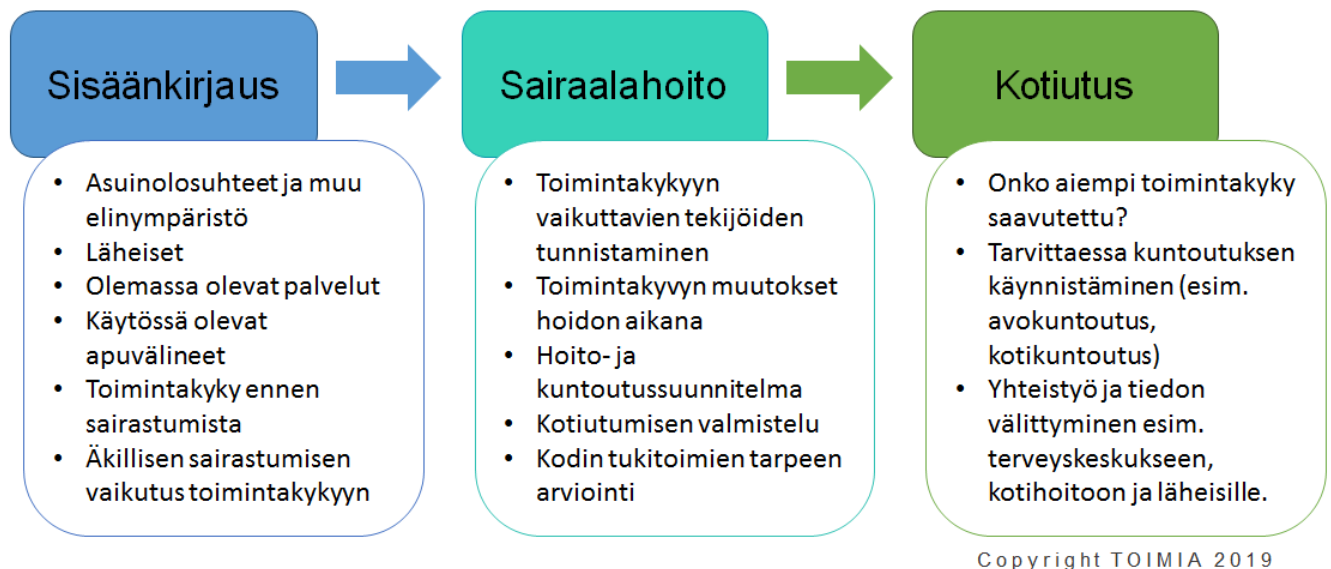 Sisäänkirjaus
• Asuinolosuhteet ja muu
elinympäristö
• Läheiset
• Olemassa olevat palvelut
• Käytössä olevat
apuvälineet
• Toimintakyky ennen
sairastumista
• Äkillisen sairastumisen
vaikutus toimintakykyyn
Sairaalahoito
• Toimintakykyyn
vaikuttavien tekijöiden
tunnistaminen
• Toimintakyvyn muutokset
hoidon aikana
• Hoito- ja
kuntoutussuunnitelma
• Kotiutumisen valmistelu
• Kodin tukitoimien tarpeen
arviointi
Kotiutus
• Onko aiempi toimintakyky
saavutettu?
• Tarvittaessa kuntoutuksen
käynnistäminen (esim.
avokuntoutus,
kotikuntoutus)
• Yhteistyö ja tiedon
välittyminen esim.
terveyskeskukseen,
kotihoitoon ja läheisille.
Copyright TOIMIA 2019